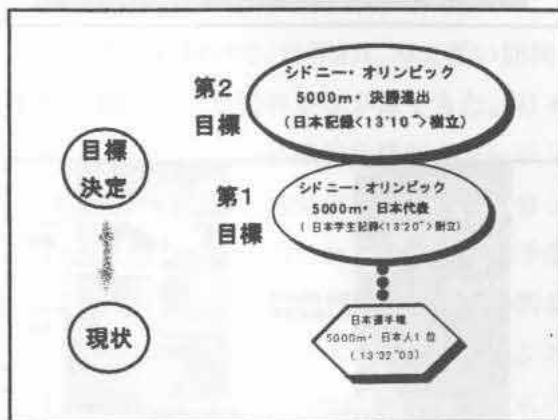 第2
目標
シドニー・オリンピック
5000m・決勝進出
(日本記録<13'10">樹立)
目標
決定
第1
目標
シドニー・オリンピック
5000m・日本代表
(日本学生記録<13'20">樹立)
現状
日本選手権
5000m・日本人1位
(13'22"03)